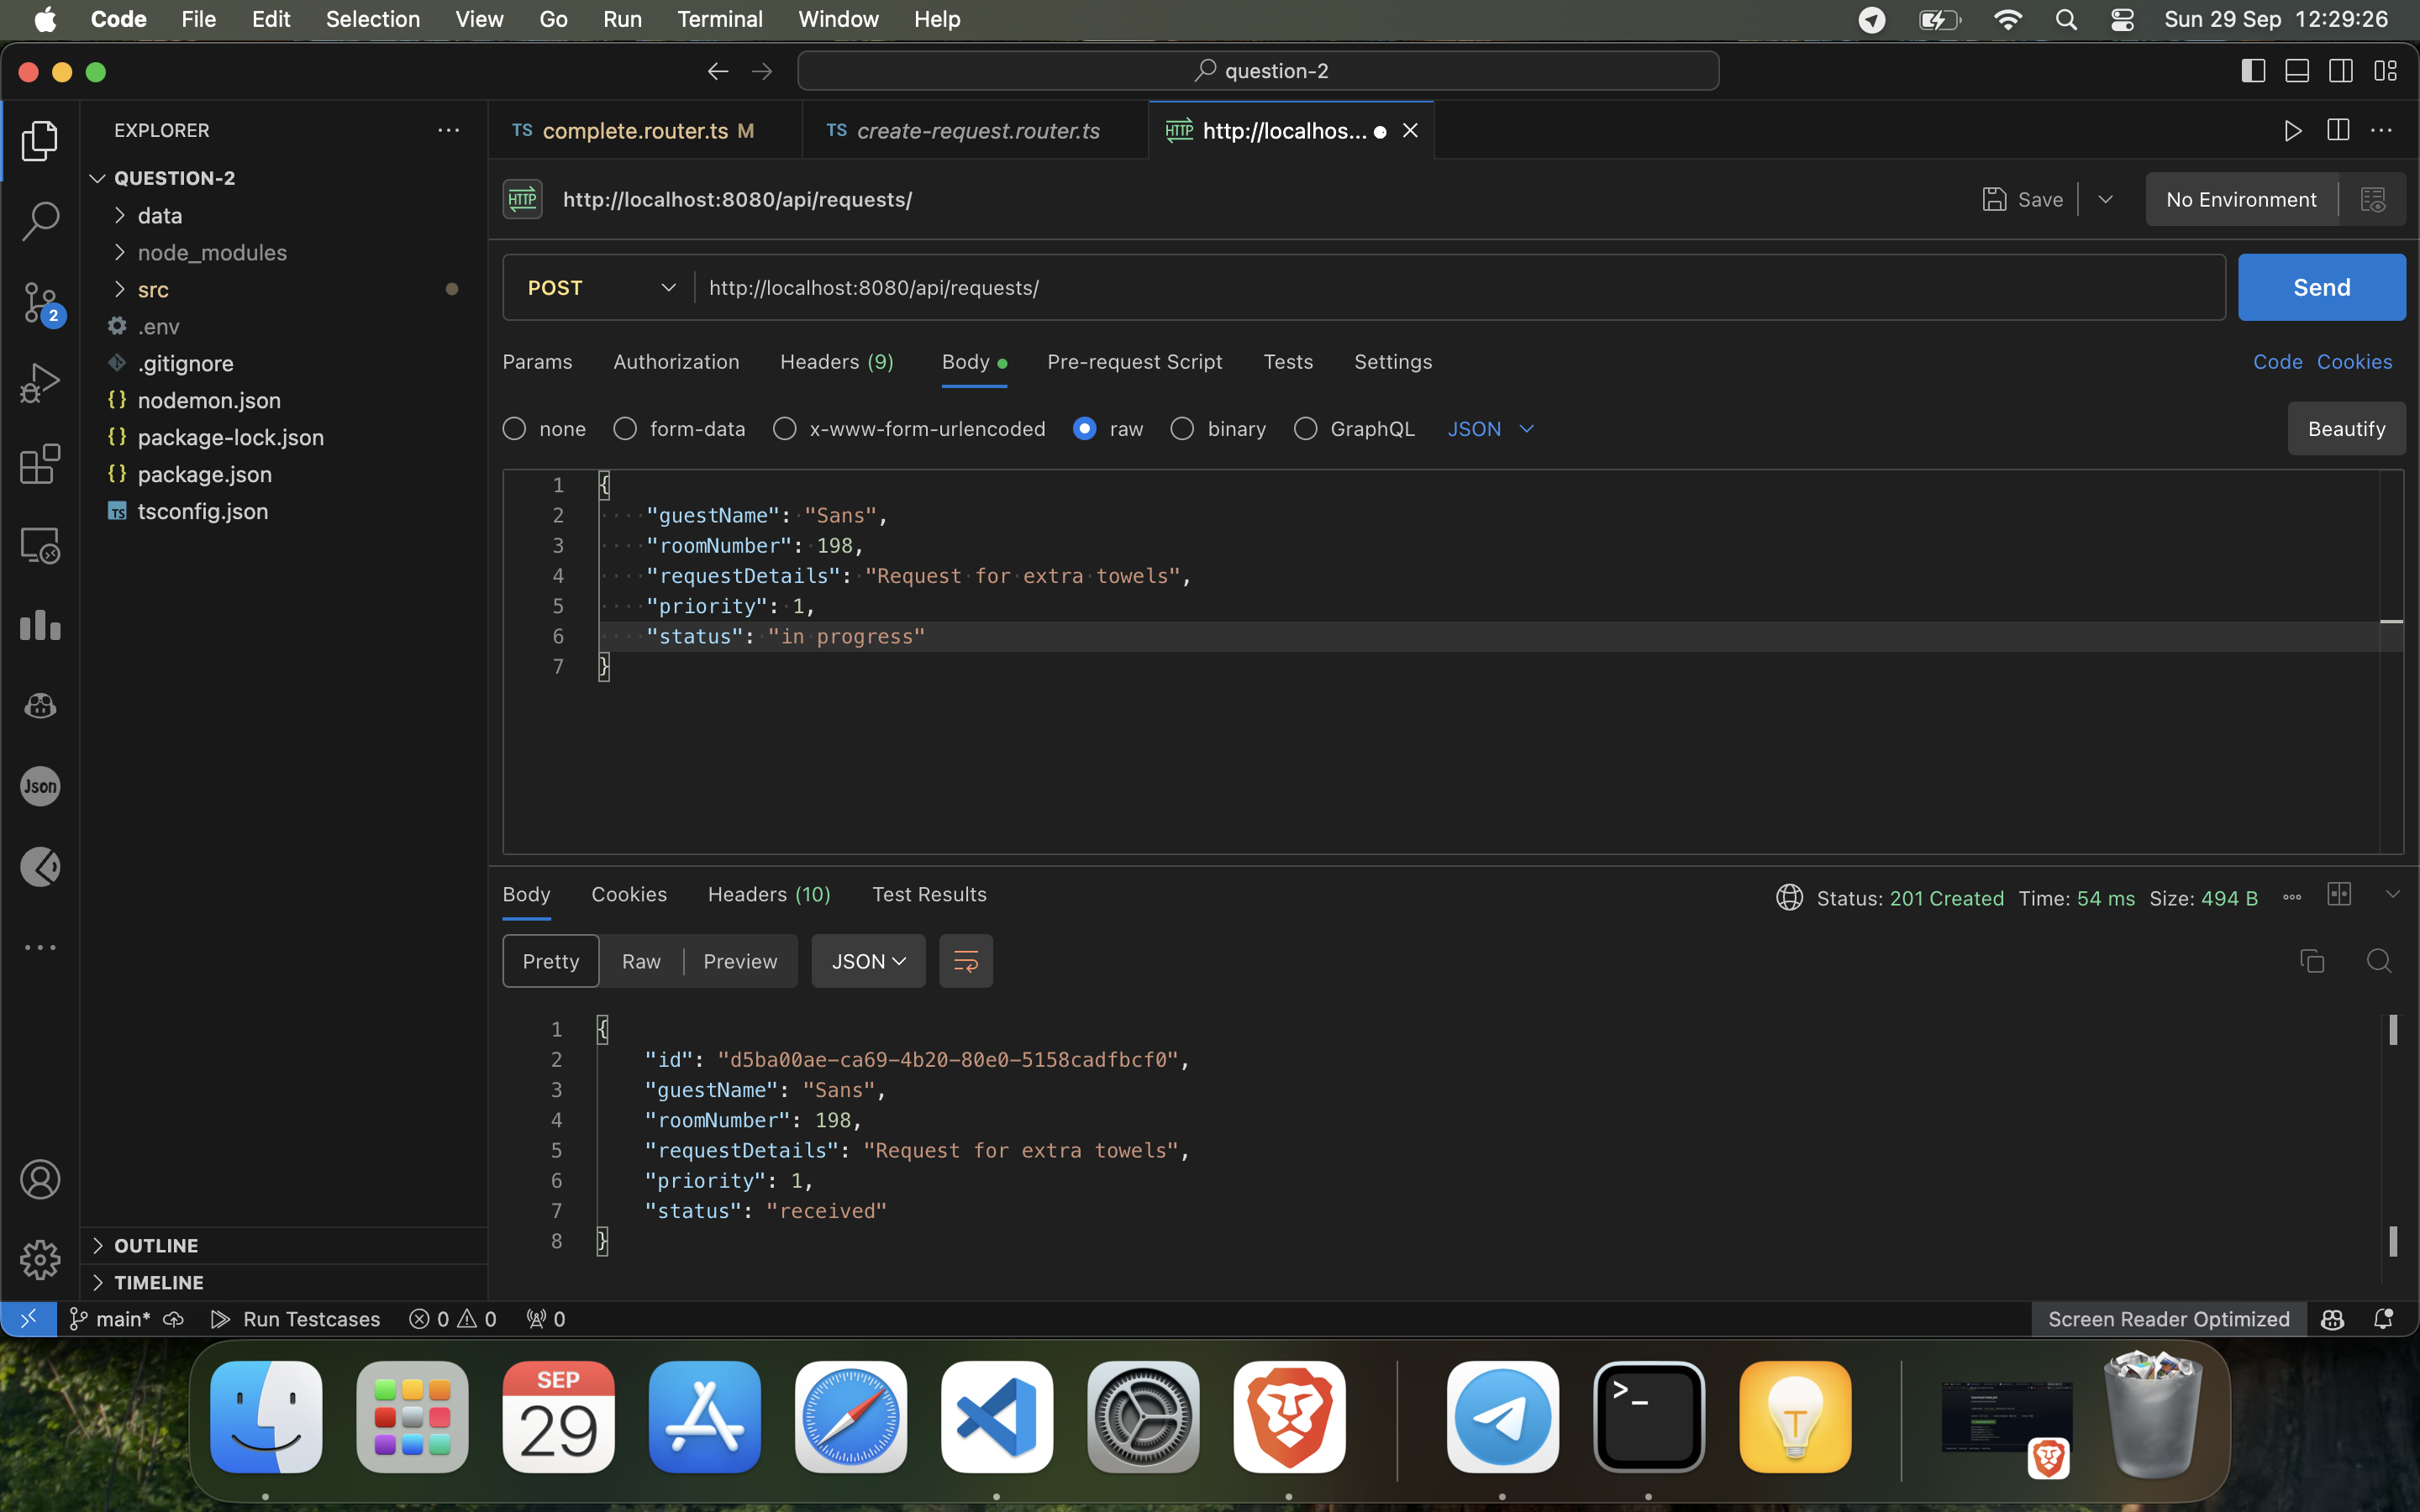 Code File Edit Selection View Go Run Terminal Window Help Sun 29 Sep 12:29:26
question-2
EXPLORER
TS complete.router.ts M TS create-request.router.ts HTTP http://localhos...
QUESTION-2
data
node_modules
src
.env
.gitignore
{} nodemon.json
{} package-lock.json
{} package.json
TS tsconfig.json
2
Json
OUTLINE
TIMELINE
HTTP http://localhost:8080/api/requests/ Save No Environment
POST http://localhost:8080/api/requests/ Send
Params Authorization Headers (9) Body Pre-request Script Tests Settings Code Cookies
none form-data x-www-form-urlencoded raw binary GraphQL JSON Beautify
1 {
2 "guestName": "Sans",
3 "roomNumber": 198,
4 "requestDetails": "Request for extra towels",
5 "priority": 1,
6 "status": "in progress"
7 }
Body Cookies Headers (10) Test Results Status: 201 Created Time: 54 ms Size: 494 B
Pretty Raw Preview JSON
1 {
2 "id": "d5ba00ae-ca69-4b20-80e0-5158cadfbcf0",
3 "guestName": "Sans",
4 "roomNumber": 198,
5 "requestDetails": "Request for extra towels",
6 "priority": 1,
7 "status": "received"
8 }
main* Run Testcases 0 0 0 Screen Reader Optimized
SEP
29
>_
T